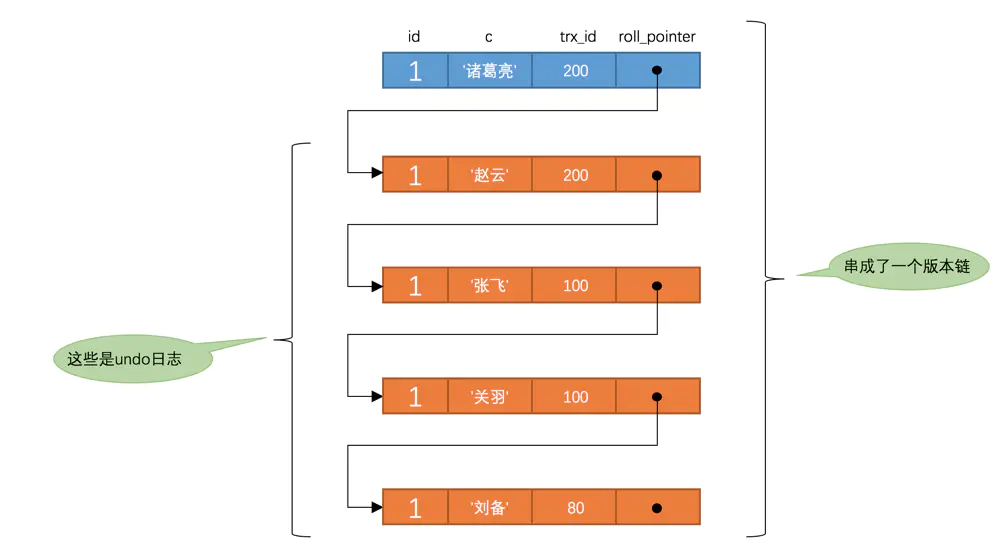 id c trx_id roll_pointer
1 '诸葛亮' 200
1 '赵云' 200
1 '张飞' 100
串成了一个版本链
这些是undo日志
1 '关羽' 100
1 '刘备' 80